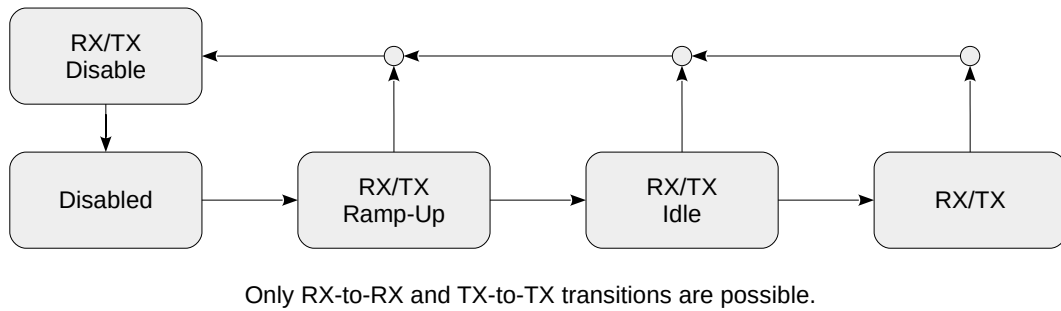 RX/TX
Disable
Disabled
RX/TX
Ramp-Up
RX/TX
Idle
RX/TX
Only RX-to-RX and TX-to-TX transitions are possible.